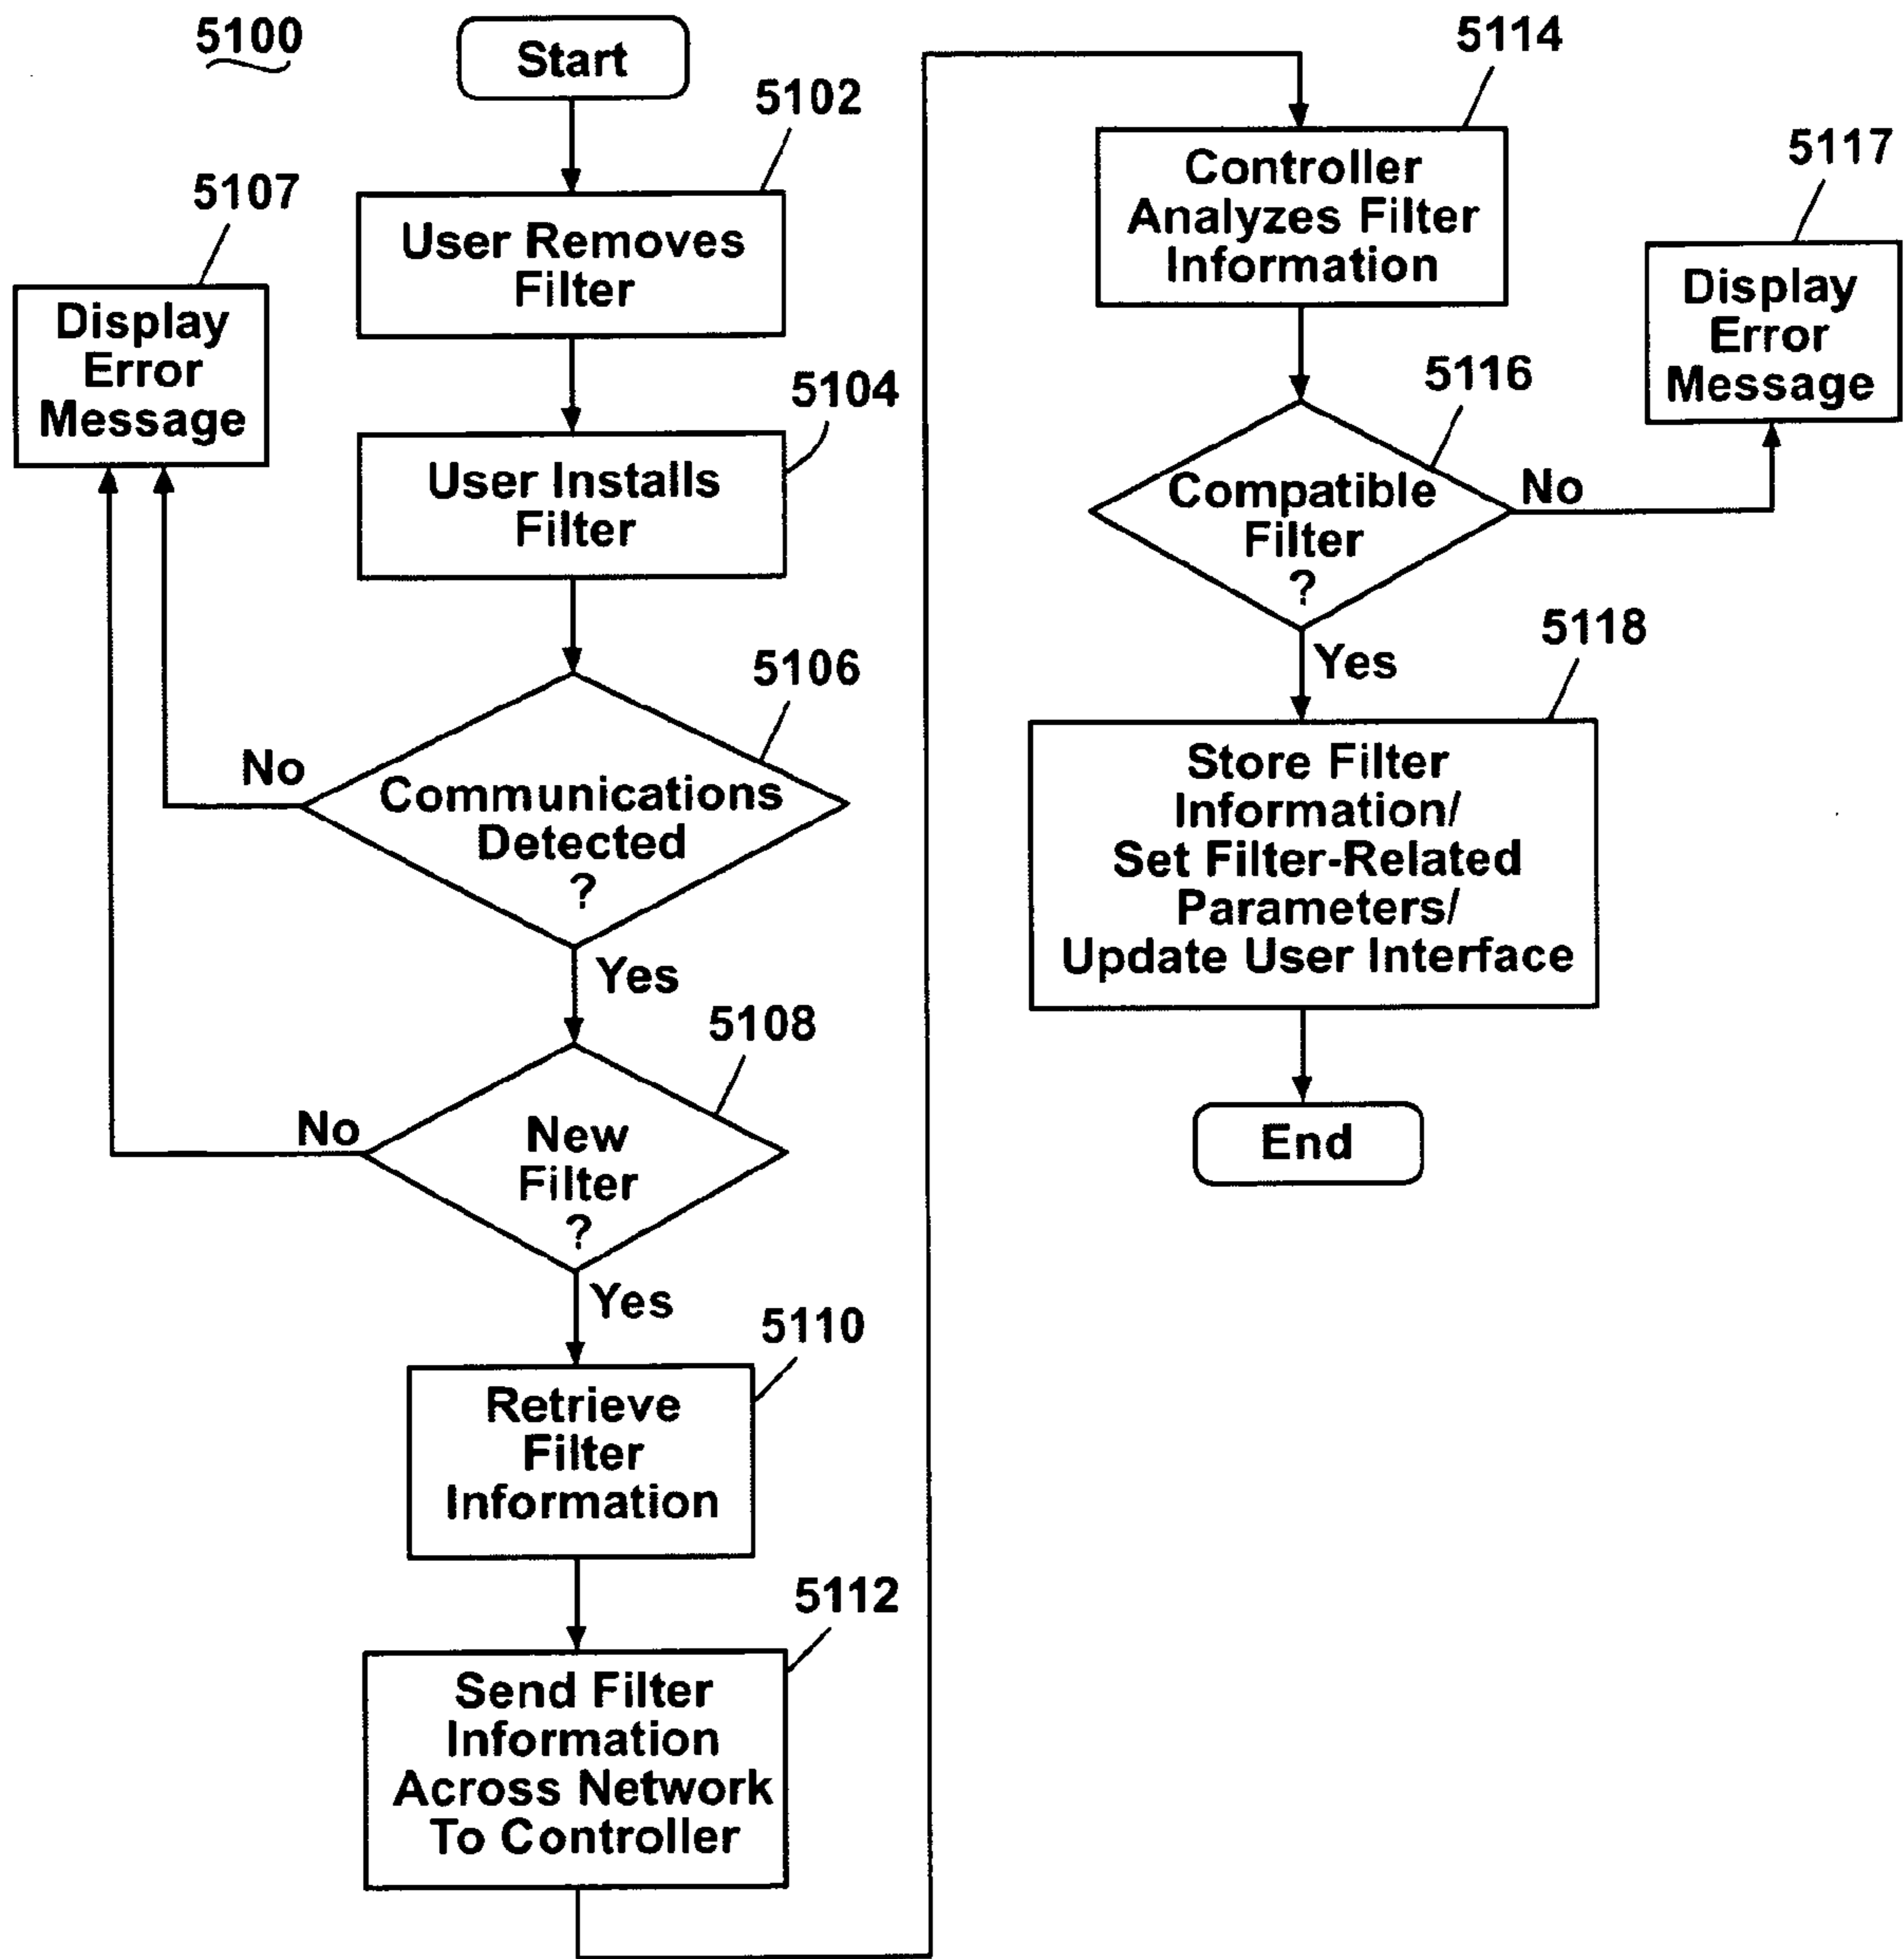 5100
Start
5102
User Removes
Filter
5107
Display
Error
Message
5104
User Installs
Filter
5106
Communications
Detected
?
No
Yes
5108
New
Filter
?
No
Yes
5110
Retrieve
Filter
Information
5112
Send Filter
Information
Across Network
To Controller
5114
Controller
Analyzes Filter
Information
5116
Compatible
Filter
?
No
5117
Display
Error
Message
Yes
5118
Store Filter
Information/
Set Filter-Related
Parameters/
Update User Interface
End